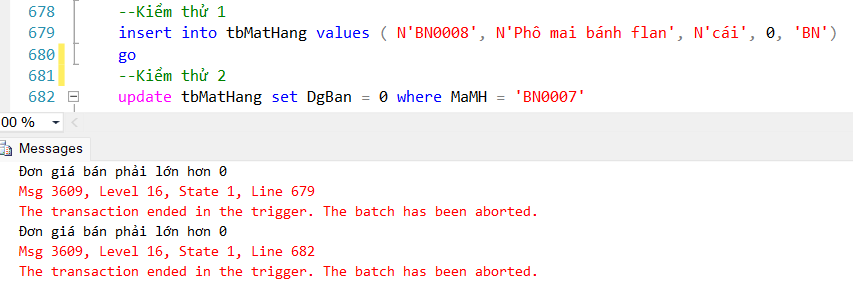 678 --Kiểm thử 1
679 insert into tbMatHang values ( N'BN0008', N'Phô mai bánh flan', N'cái', 0, 'BN')
680 go
681 --Kiểm thử 2
682 update tbMatHang set DgBan = 0 where MaMH = 'BN0007'
00 %
Messages
Đơn giá bán phải lớn hơn 0
Msg 3609, Level 16, State 1, Line 679
The transaction ended in the trigger. The batch has been aborted.
Đơn giá bán phải lớn hơn 0
Msg 3609, Level 16, State 1, Line 682
The transaction ended in the trigger. The batch has been aborted.